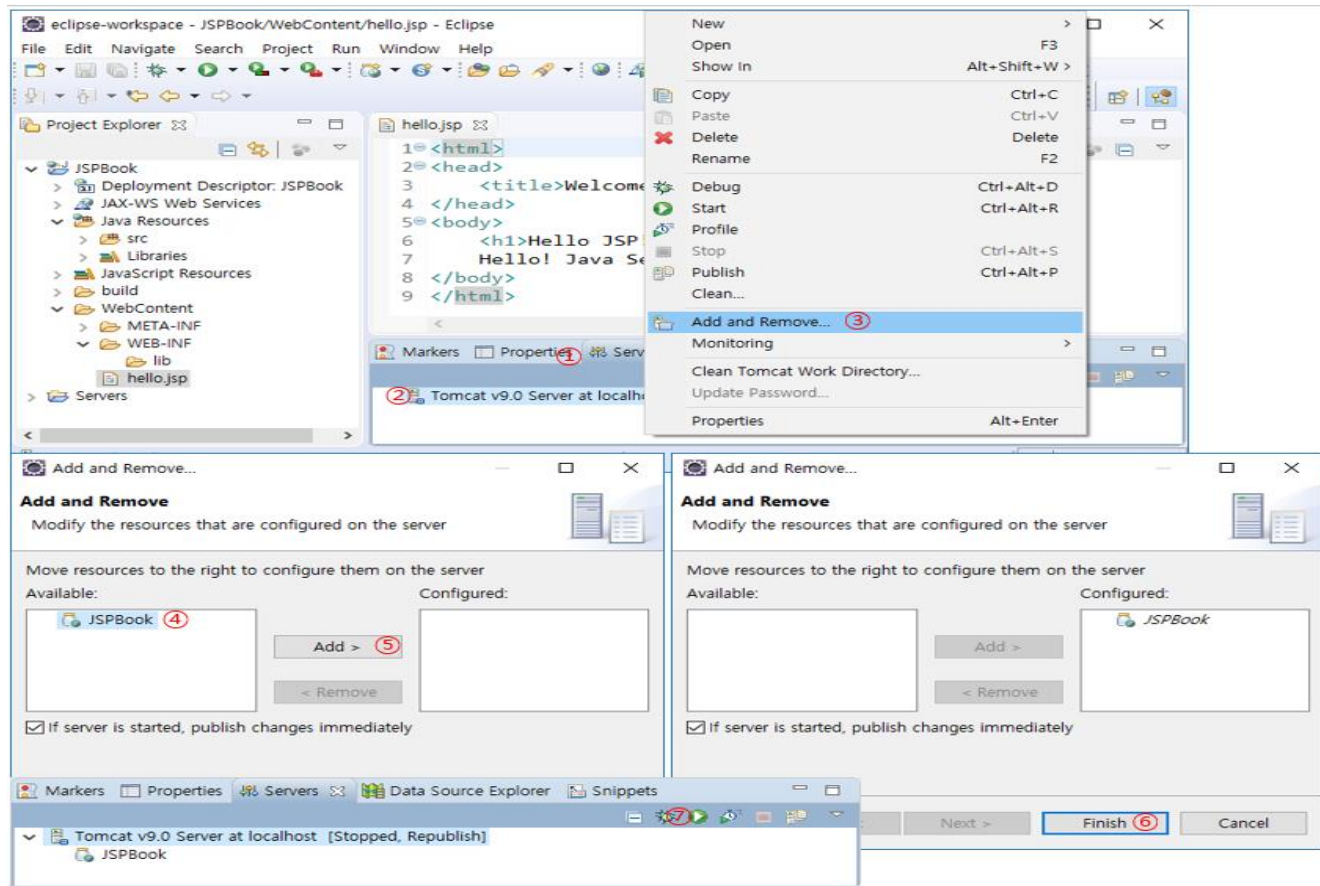 eclipse-workspace - JSPBook/WebContent/hello.jsp - Eclipse
File Edit Navigate Search Project Run Window Help
Project Explorer
JSPBook
Deployment Descriptor: JSPBook
JAX-WS Web Services
Java Resources
src
Libraries
JavaScript Resources
build
WebContent
META-INF
WEB-INF
lib
hello.jsp
Servers
hello.jsp
1 <html>
2 <head>
3 <title>Welcome
4 </head>
5 <body>
6 <h1>Hello JSP
7 Hello! Java Se
8 </body>
9 </html>
Markers Properties ① Serv
② Tomcat v9.0 Server at localh
New >
Open F3
Show In Alt+Shift+W >
Copy Ctrl+C
Paste Ctrl+V
Delete Delete
Rename F2
Debug Ctrl+Alt+D
Start Ctrl+Alt+R
Profile
Stop Ctrl+Alt+S
Publish Ctrl+Alt+P
Clean...
Add and Remove... ③
Monitoring >
Clean Tomcat Work Directory...
Update Password...
Properties Alt+Enter
Add and Remove...
Add and Remove
Modify the resources that are configured on the server
Move resources to the right to configure them on the server
Available: Configured:
JSPBook ④
Add > ⑤
< Remove
If server is started, publish changes immediately
Add and Remove...
Add and Remove
Modify the resources that are configured on the server
Move resources to the right to configure them on the server
Available: Configured:
JSPBook
Add >
< Remove
If server is started, publish changes immediately
Next > Finish ⑥ Cancel
Markers Properties Servers Data Source Explorer Snippets
⑦
Tomcat v9.0 Server at localhost [Stopped, Republish]
JSPBook